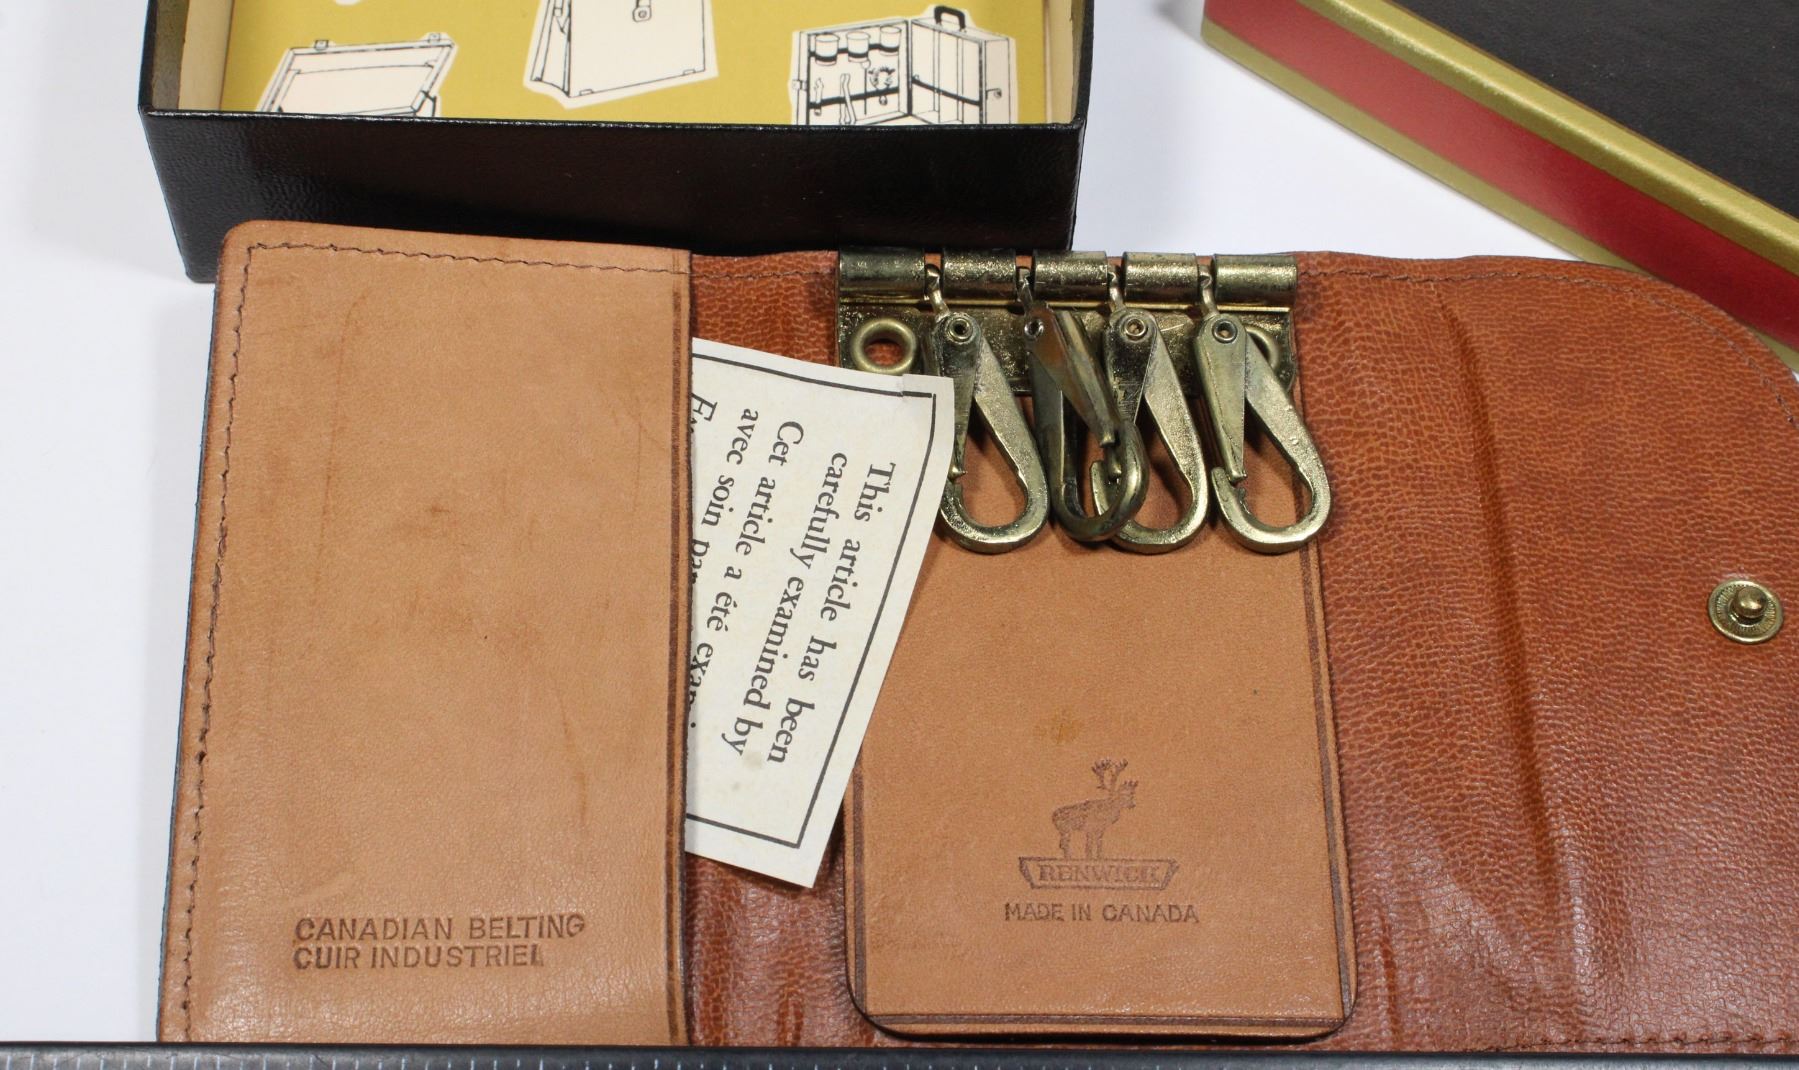 CANADIAN BELTING
CUIR INDUSTRIEL
This article has been
carefully examined by
Cet article a été
avec soin par
RENWICK
MADE IN CANADA